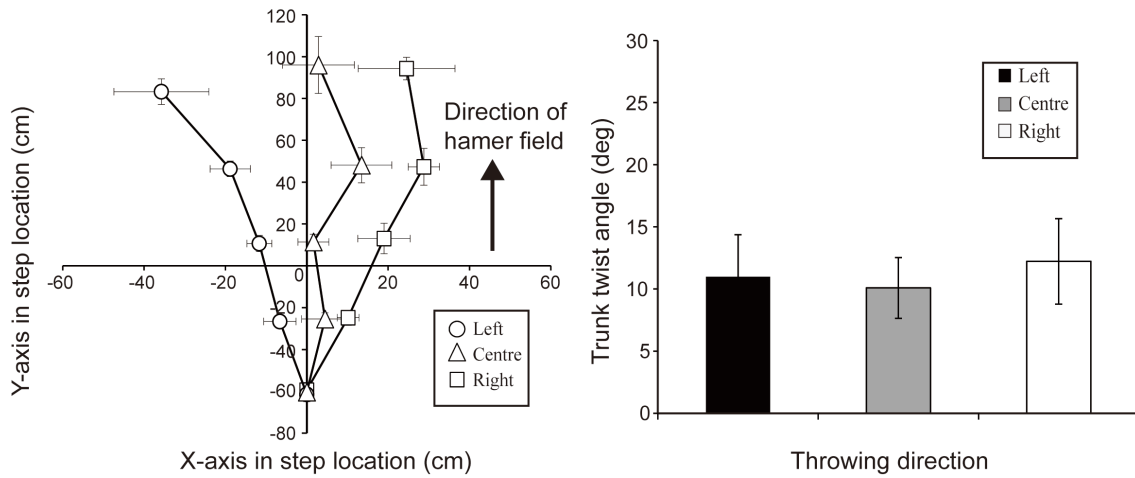 120
100
80
60
40
20
0
-20
-40
-60
-80
-60
-40
-20
20
40
60
Y-axis in step location (cm)
X-axis in step location (cm)
Direction of
hamer field
Left
Centre
Right
30
25
20
15
10
5
0
Trunk twist angle (deg)
Throwing direction
Left
Centre
Right